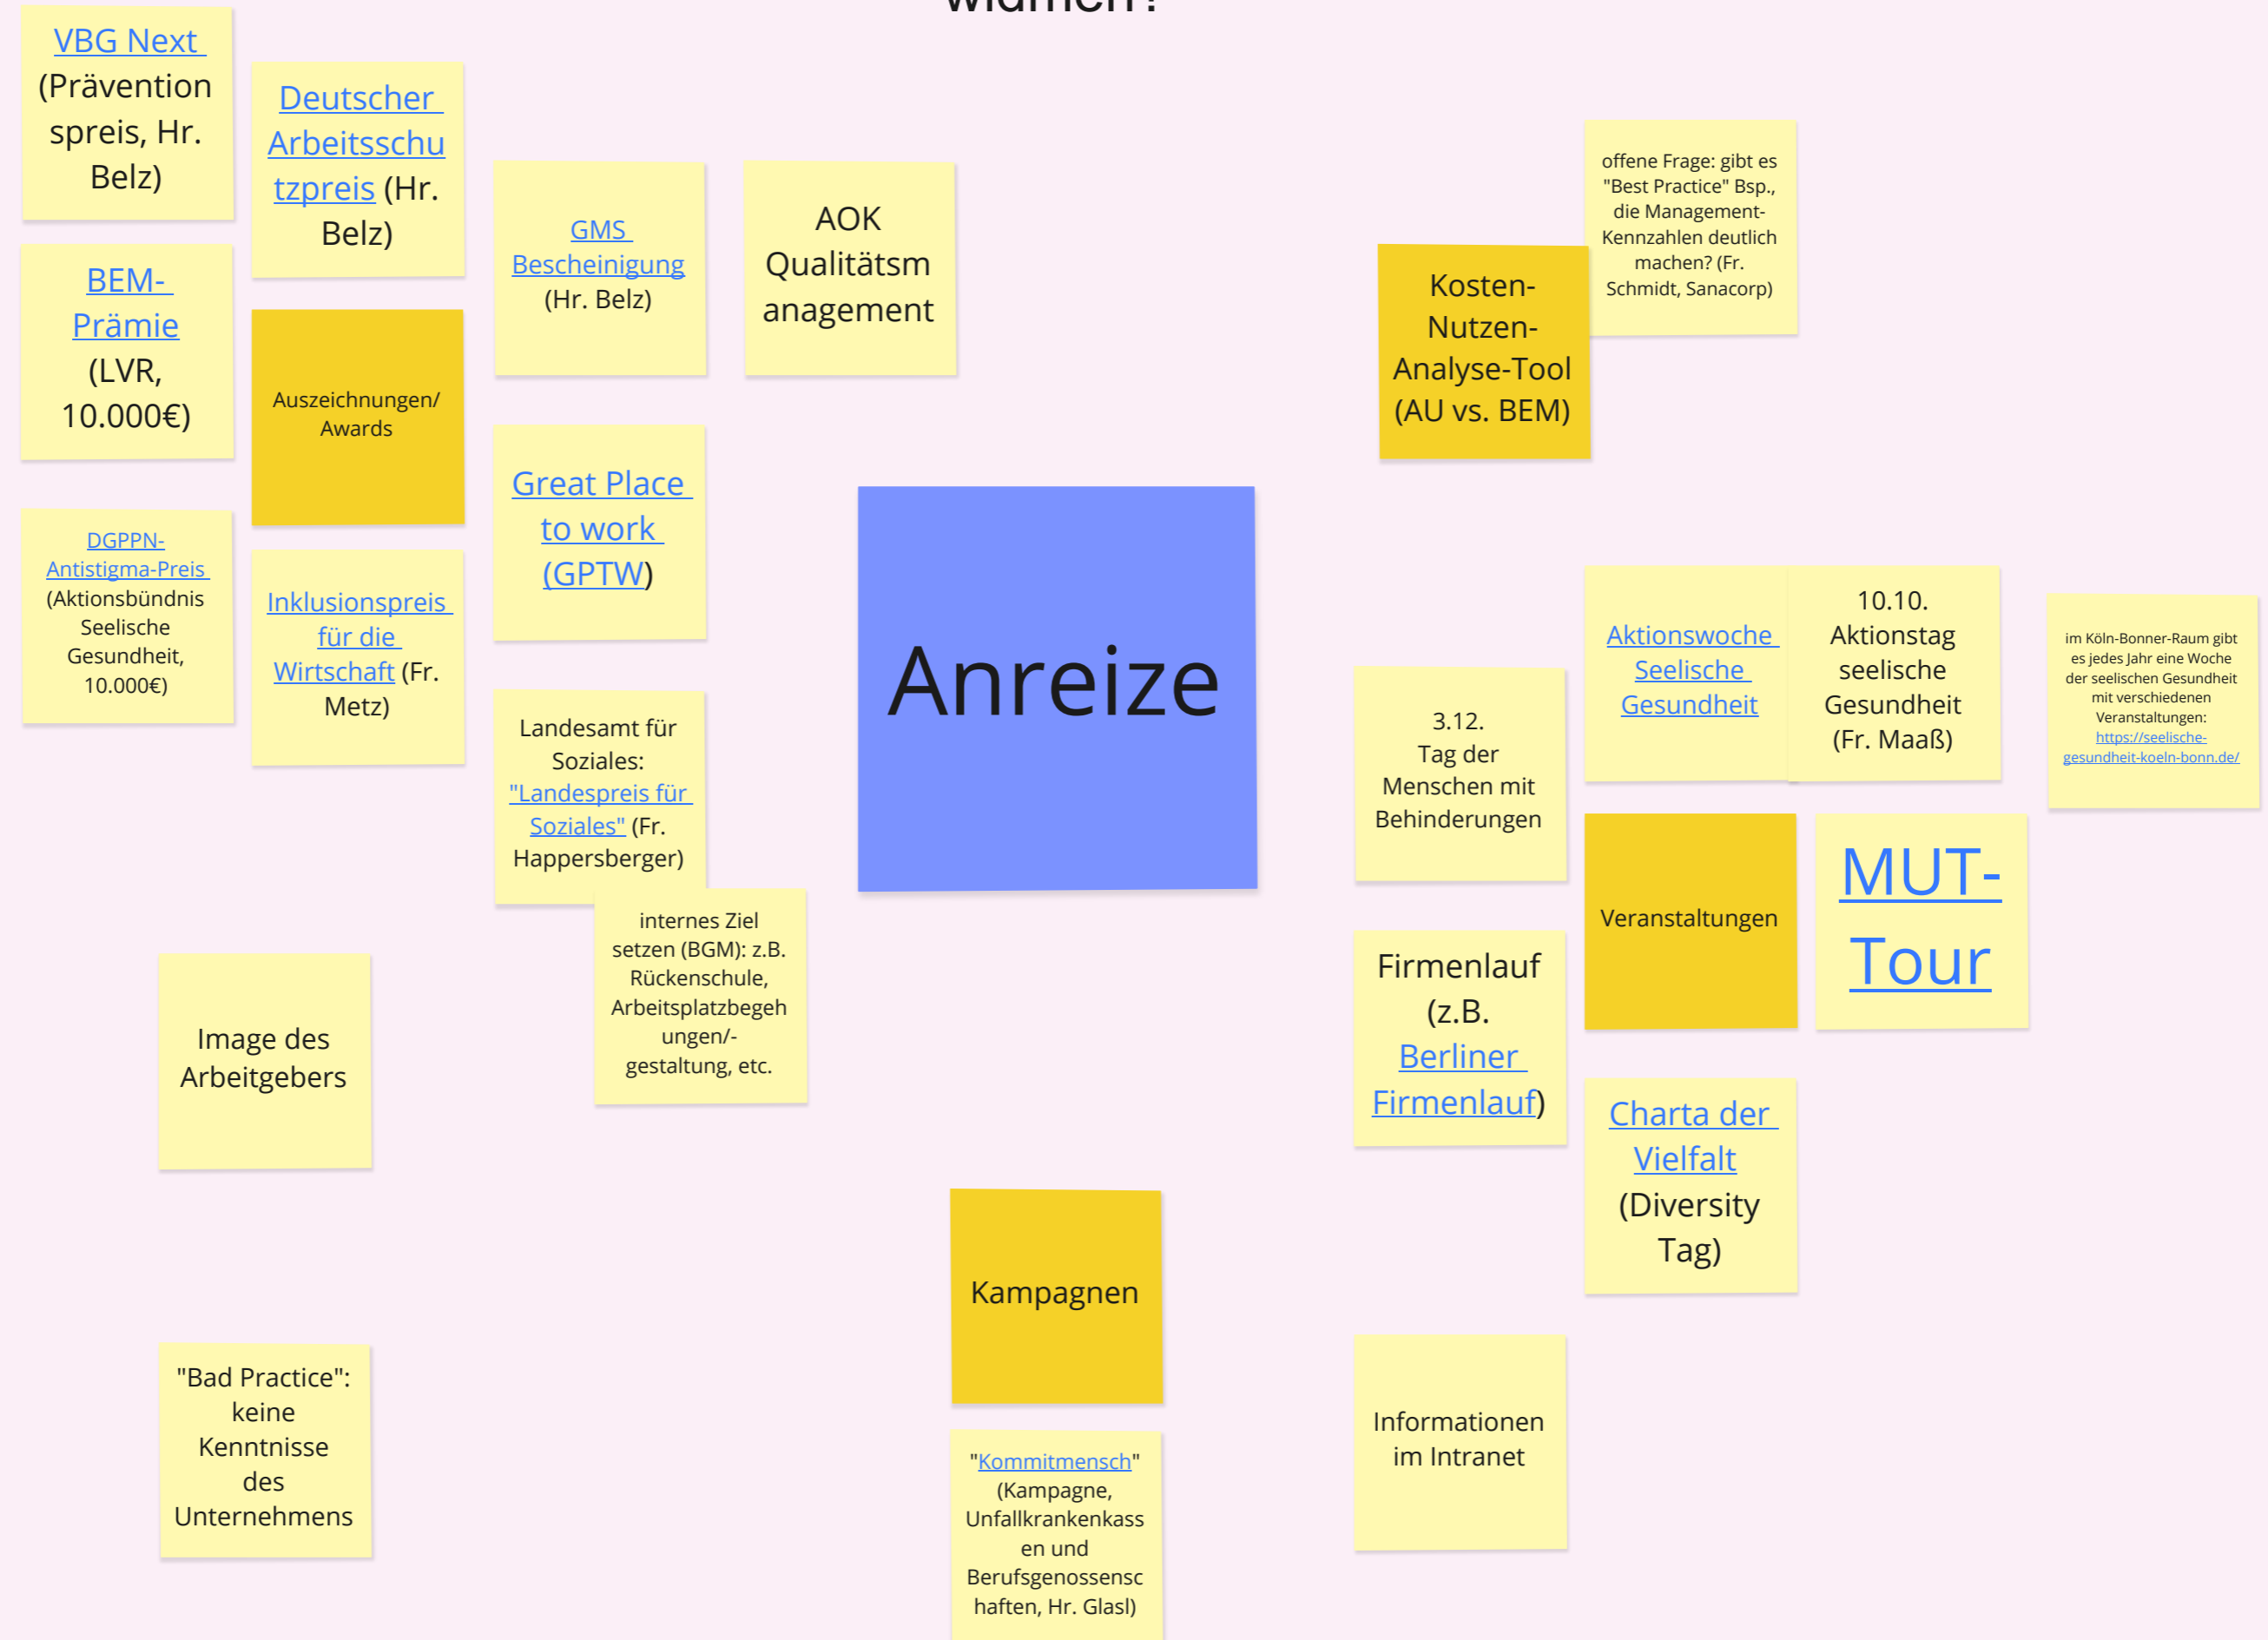 widmen?
VBG Next
(Prävention
spreis, Hr.
Belz)
Deutscher
Arbeitsschu
tzpreis (Hr.
Belz)
GMS
Bescheinigung
(Hr. Belz)
AOK
Qualitätsm
anagement
BEM-
Prämie
(LVR,
10.000€)
Auszeichnungen/
Awards
Great Place
to work
(GPTW)
DGPPN-
Antistigma-Preis
(Aktionsbündnis
Seelische
Gesundheit,
10.000€)
Inklusionspreis
für die
Wirtschaft (Fr.
Metz)
Landesamt für
Soziales:
"Landespreis für
Soziales" (Fr.
Happersberger)
internes Ziel
setzen (BGM): z.B.
Rückenschule,
Arbeitsplatzbegeh
ungen/-
gestaltung, etc.
Image des
Arbeitgebers
"Bad Practice":
keine
Kenntnisse
des
Unternehmens
Anreize
Kampagnen
"Kommitmensch"
(Kampagne,
Unfallkrankenkass
en und
Berufsgenossensc
haften, Hr. Glasl)
offene Frage: gibt es
"Best Practice" Bsp.,
die Management-
Kennzahlen deutlich
machen? (Fr.
Schmidt, Sanacorp)
Kosten-
Nutzen-
Analyse-Tool
(AU vs. BEM)
Aktionswoche
Seelische
Gesundheit
10.10.
Aktionstag
seelische
Gesundheit
(Fr. Maaß)
im Köln-Bonner-Raum gibt
es jedes Jahr eine Woche
der seelischen Gesundheit
mit verschiedenen
Veranstaltungen:
https://seelische-
gesundheit-koeln-bonn.de/
3.12.
Tag der
Menschen mit
Behinderungen
Veranstaltungen
MUT-
Tour
Firmenlauf
(z.B.
Berliner
Firmenlauf)
Charta der
Vielfalt
(Diversity
Tag)
Informationen
im Intranet